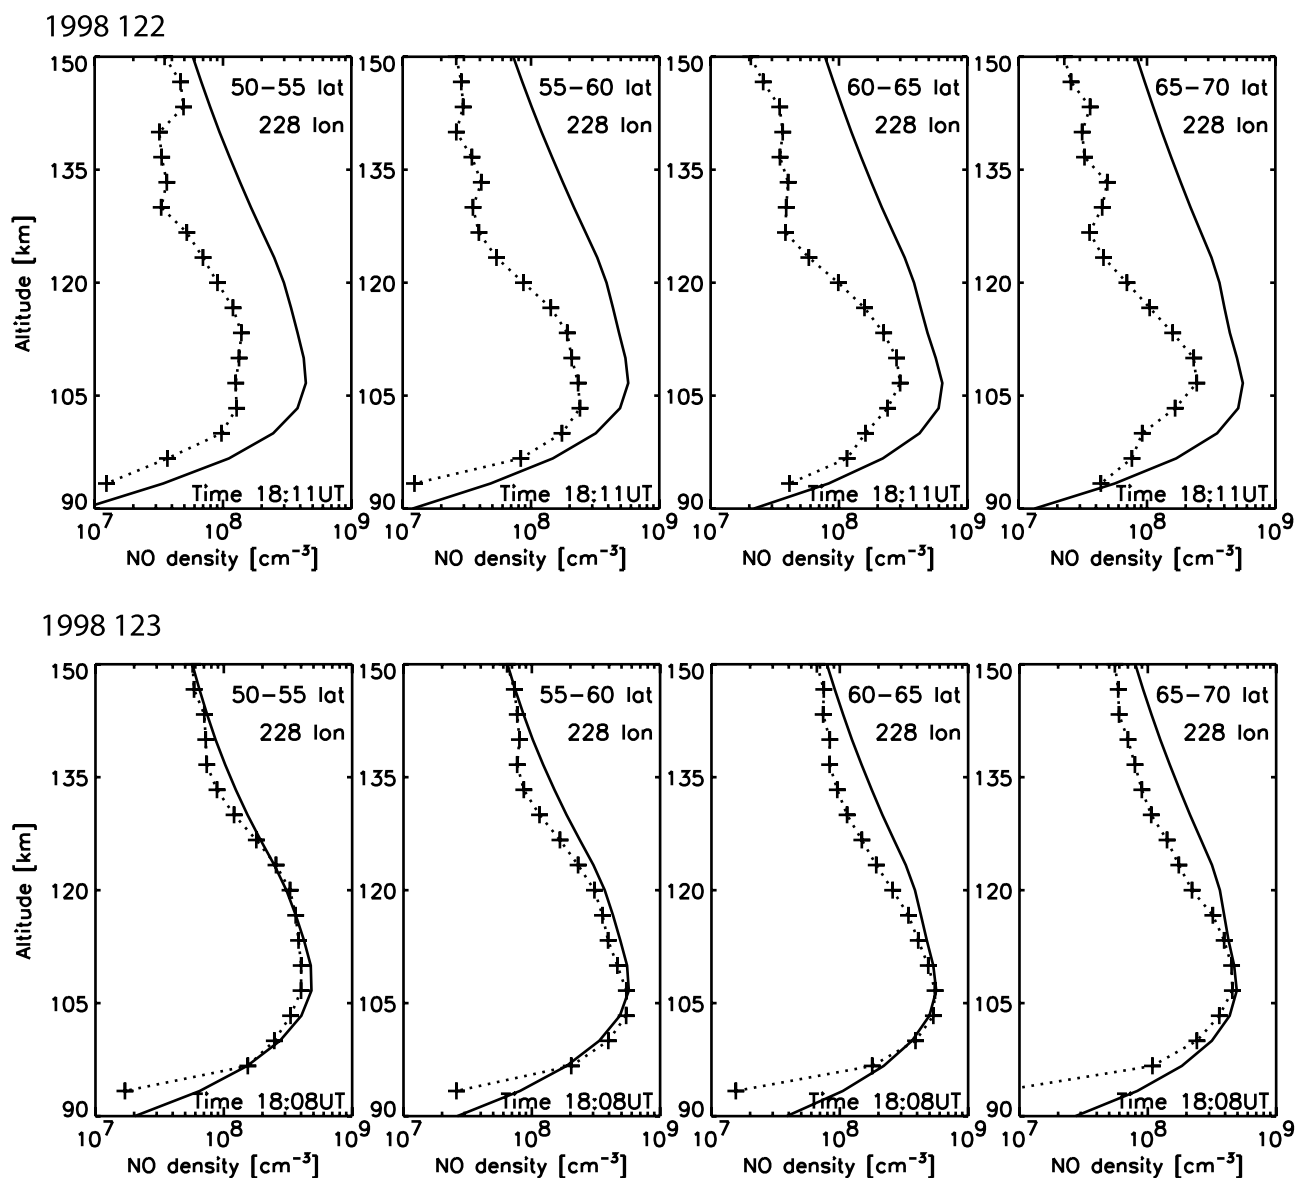 1998 122
150
135
120
105
90
Altitude [km]
50-55 lat
228 lon
Time 18:11UT
10^7 10^8 10^9
NO density [cm^-3]
150
135
120
105
90
55-60 lat
228 lon
Time 18:11UT
10^7 10^8 10^9
NO density [cm^-3]
150
135
120
105
90
60-65 lat
228 lon
Time 18:11UT
10^7 10^8 10^9
NO density [cm^-3]
150
135
120
105
90
65-70 lat
228 lon
Time 18:11UT
10^7 10^8 10^9
NO density [cm^-3]
1998 123
150
135
120
105
90
Altitude [km]
50-55 lat
228 lon
Time 18:08UT
10^7 10^8 10^9
NO density [cm^-3]
150
135
120
105
90
55-60 lat
228 lon
Time 18:08UT
10^7 10^8 10^9
NO density [cm^-3]
150
135
120
105
90
60-65 lat
228 lon
Time 18:08UT
10^7 10^8 10^9
NO density [cm^-3]
150
135
120
105
90
65-70 lat
228 lon
Time 18:08UT
10^7 10^8 10^9
NO density [cm^-3]